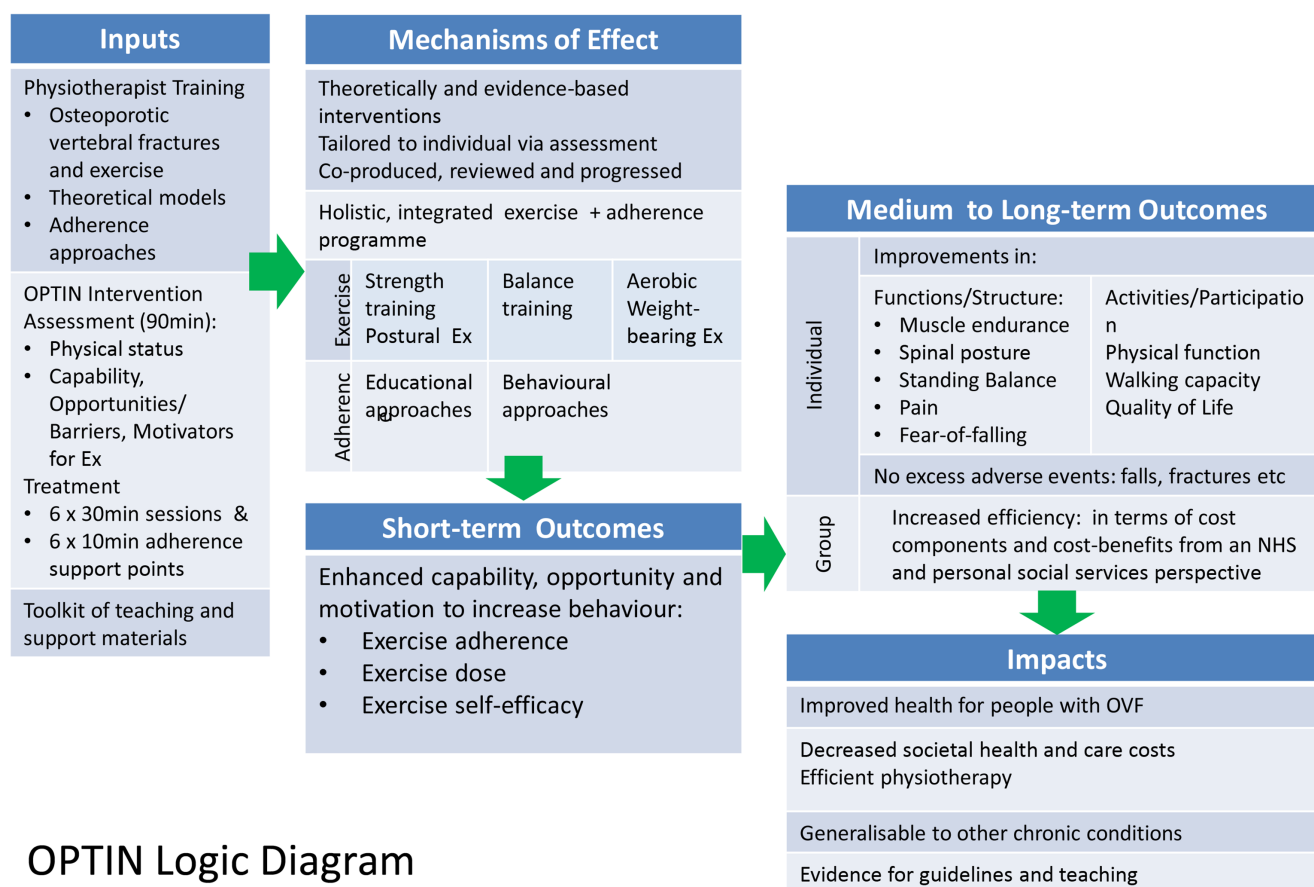 Inputs
Physiotherapist Training
• Osteoporotic
vertebral fractures
and exercise
• Theoretical models
• Adherence
approaches
OPTIN Intervention
Assessment (90min):
• Physical status
• Capability,
Opportunities/
Barriers, Motivators
for Ex
Treatment
• 6 x 30min sessions &
• 6 x 10min adherence
support points
Toolkit of teaching and
support materials
Mechanisms of Effect
Theoretically and evidence-based
interventions
Tailored to individual via assessment
Co-produced, reviewed and progressed
Holistic, integrated exercise + adherence
programme
Exercise
Strength
training
Postural Ex
Balance
training
Aerobic
Weight-
bearing Ex
Adherenc
e
Educational
approaches
Behavioural
approaches
Short-term Outcomes
Enhanced capability, opportunity and
motivation to increase behaviour:
• Exercise adherence
• Exercise dose
• Exercise self-efficacy
Medium to Long-term Outcomes
Individual
Improvements in:
Functions/Structure:
• Muscle endurance
• Spinal posture
• Standing Balance
• Pain
• Fear-of-falling
Activities/Participatio
n
Physical function
Walking capacity
Quality of Life
No excess adverse events: falls, fractures etc
Group
Increased efficiency: in terms of cost
components and cost-benefits from an NHS
and personal social services perspective
Impacts
Improved health for people with OVF
Decreased societal health and care costs
Efficient physiotherapy
Generalisable to other chronic conditions
Evidence for guidelines and teaching
OPTIN Logic Diagram